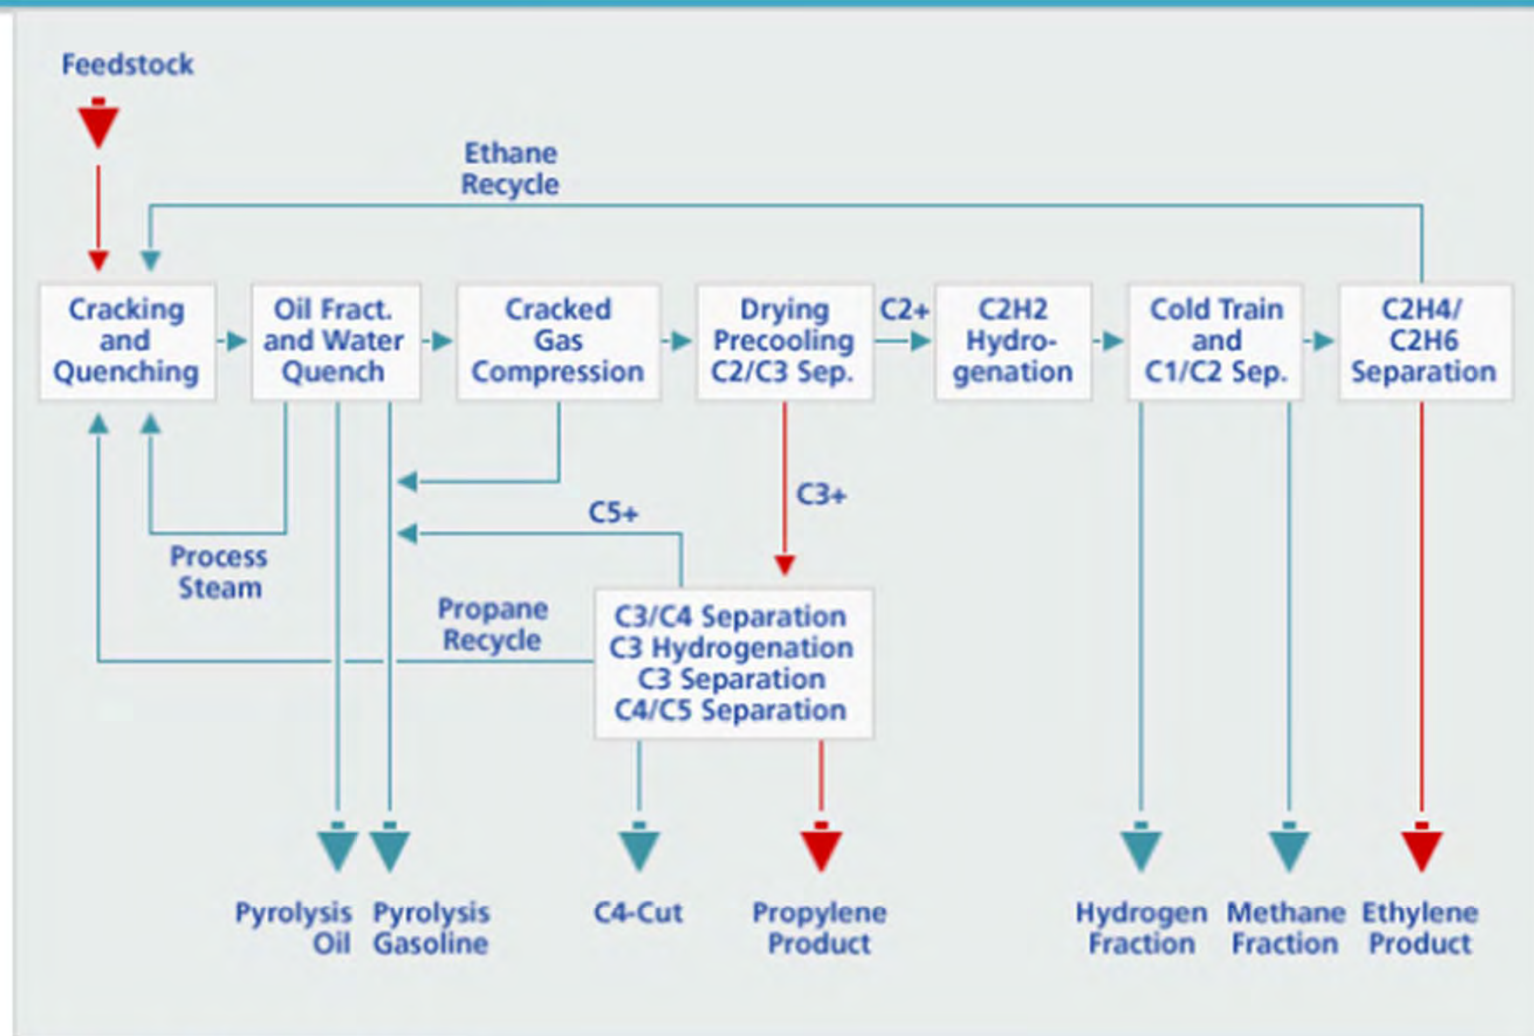 Feedstock
Ethane
Recycle
Cracking
and
Quenching
Oil Fract.
and Water
Quench
Cracked
Gas
Compression
Drying
Precooling
C2/C3 Sep.
C2+
C2H2
Hydro-
genation
Cold Train
and
C1/C2 Sep.
C2H4/
C2H6
Separation
C3+
C5+
Process
Steam
Propane
Recycle
C3/C4 Separation
C3 Hydrogenation
C3 Separation
C4/C5 Separation
Pyrolysis
Oil
Pyrolysis
Gasoline
C4-Cut
Propylene
Product
Hydrogen
Fraction
Methane
Fraction
Ethylene
Product